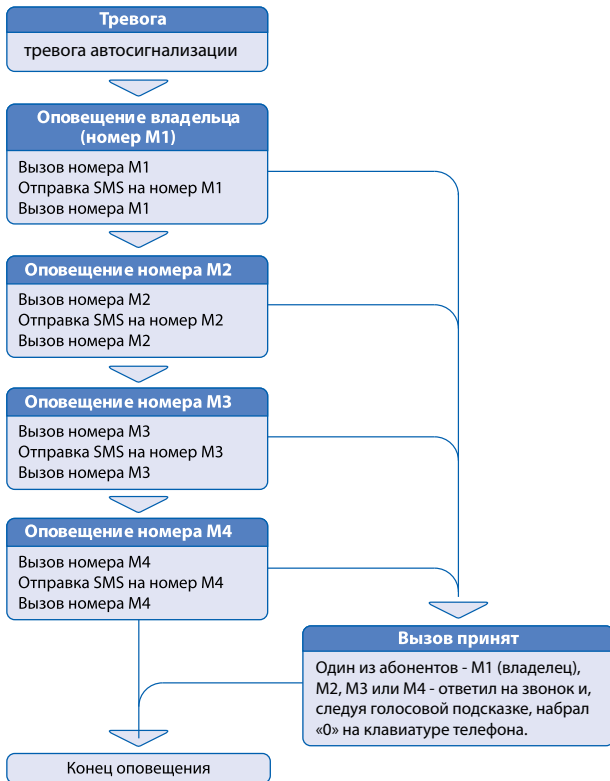 Тревога
тревога автосигнализации
Оповещение владельца
(номер М1)
Вызов номера М1
Отправка SMS на номер М1
Вызов номера М1
Оповещение номера М2
Вызов номера М2
Отправка SMS на номер М2
Вызов номера М2
Оповещение номера М3
Вызов номера М3
Отправка SMS на номер М3
Вызов номера М3
Оповещение номера М4
Вызов номера М4
Отправка SMS на номер М4
Вызов номера М4
Вызов принят
Один из абонентов - М1 (владелец),
М2, М3 или М4 - ответил на звонок и,
следуя голосовой подсказке, набрал
«0» на клавиатуре телефона.
Конец оповещения